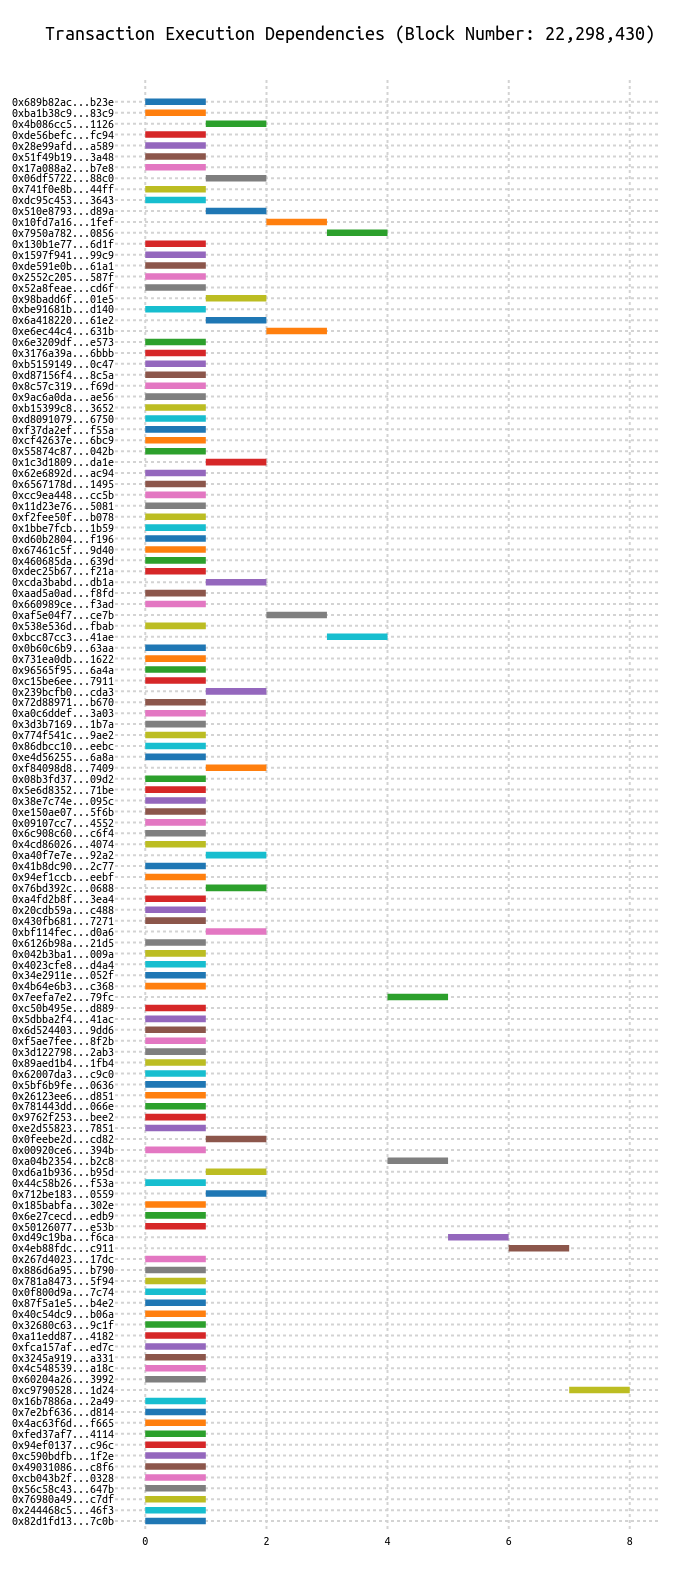 Transaction Execution Dependencies (Block Number: 22,298,430)
0x689b82ac...b23e
0xba1b38c9...83c9
0x4b086cc5...1126
0xde56befc...fc94
0x28e99afd...a589
0x51f49b19...3a48
0x17a088a2...b7e8
0x06df5722...88c0
0x741f0e8b...44ff
0xdc95c453...3643
0x510e8793...d89a
0x10fd7a16...1fef
0x7950a782...0856
0x130b1e77...6d1f
0x1597f941...99c9
0xde591e0b...61a1
0x2552c205...587f
0x52a8feae...cd6f
0x98badd6f...01e5
0xbe91681b...d140
0x6a418220...61e2
0xe6ec44c4...631b
0x6e3209df...e573
0x3176a39a...6bbb
0xb5159149...0c47
0xd87156f4...8c5a
0x8c57c319...f69d
0x9ac6a0da...ae56
0xb15399c8...3652
0xd8091079...6750
0xf37da2ef...f55a
0xcf42637e...6bc9
0x55874c87...042b
0x1c3d1809...da1e
0x62e6892d...ac94
0x6567178d...1495
0xcc9ea448...cc5b
0x11d23e76...5081
0xf2fee50f...b078
0x1bbe7fcb...1b59
0xd60b2804...f196
0x67461c5f...9d40
0x460685da...639d
0xdec25b67...f21a
0xcda3babd...db1a
0xaad5a0ad...f8fd
0x660989ce...f3ad
0xaf5e04f7...ce7b
0x538e536d...fbab
0xbcc87cc3...41ae
0x0b60c6b9...63aa
0x731ea0db...1622
0x96565f95...6a4a
0xc15be6ee...7911
0x239bcfb0...cda3
0x72d88971...b670
0xa0c6ddef...3a03
0x3d3b7169...1b7a
0x774f541c...9ae2
0x86dbcc10...eebc
0xe4d56255...6a8a
0xf84098d8...7409
0x08b3fd37...09d2
0x5e6d8352...71be
0x38e7c74e...095c
0xe150ae07...5f6b
0x09107cc7...4552
0x6c908c60...c6f4
0x4cd86026...4074
0xa40f7e7e...92a2
0x41b8dc90...2c77
0x94ef1ccb...eebf
0x76bd392c...0688
0xa4fd2b8f...3ea4
0x20cdb59a...c488
0x430fb681...7271
0xbf114fec...d0a6
0x6126b98a...21d5
0x042b3ba1...009a
0x4023cfe8...d4a4
0x34e2911e...052f
0x4b64e6b3...c368
0x7eefa7e2...79fc
0xc50b495e...d889
0x5dbba2f4...41ac
0x6d524403...9dd6
0xf5ae7fee...8f2b
0x3d122798...2ab3
0x89aed1b4...1fb4
0x62007da3...c9c0
0x5bf6b9fe...0636
0x26123ee6...d851
0x781443dd...066e
0x9762f253...bee2
0xe2d55823...7851
0x0feebe2d...cd82
0x00920ce6...394b
0xa04b2354...b2c8
0xd6a1b936...b95d
0x44c58b26...f53a
0x712be183...0559
0x185babfa...302e
0x6e27cecd...edb9
0x50126077...e53b
0xd49c19ba...f6ca
0x4eb88fdc...c911
0x267d4023...17dc
0x886d6a95...b790
0x781a8473...5f94
0x0f800d9a...7c74
0x87f5a1e5...b4e2
0x40c54dc9...b06a
0x32680c63...9c1f
0xa11edd87...4182
0xfca157af...ed7c
0x3245a919...a331
0x4c548539...a18c
0x60204a26...3992
0xc9790528...1d24
0x16b7886a...2a49
0x7e2bf636...d814
0x4ac63f6d...f665
0xfed37af7...4114
0x94ef0137...c96c
0xc590bdfb...1f2e
0x49031086...c8f6
0xcb043b2f...0328
0x56c58c43...647b
0x76980a49...c7df
0x244468c5...46f3
0x82d1fd13...7c0b
0 2 4 6 8